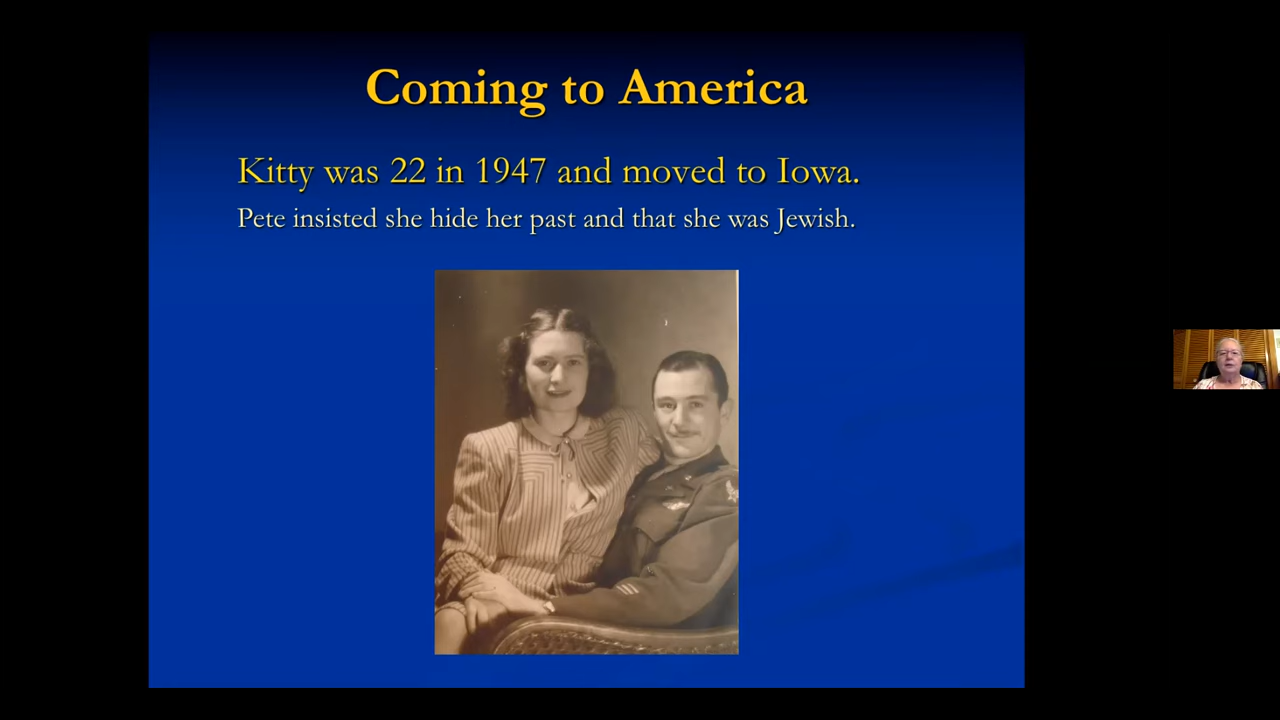 Coming to America
Kitty was 22 in 1947 and moved to Iowa.
Pete insisted she hide her past and that she was Jewish.